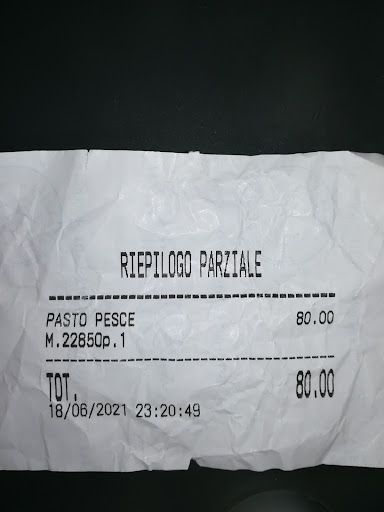 RIEPILOGO PARZIALE
PASTO PESCE 80.00
M.22850p.1
TOT. 80.00
18/06/2021 23:20:49